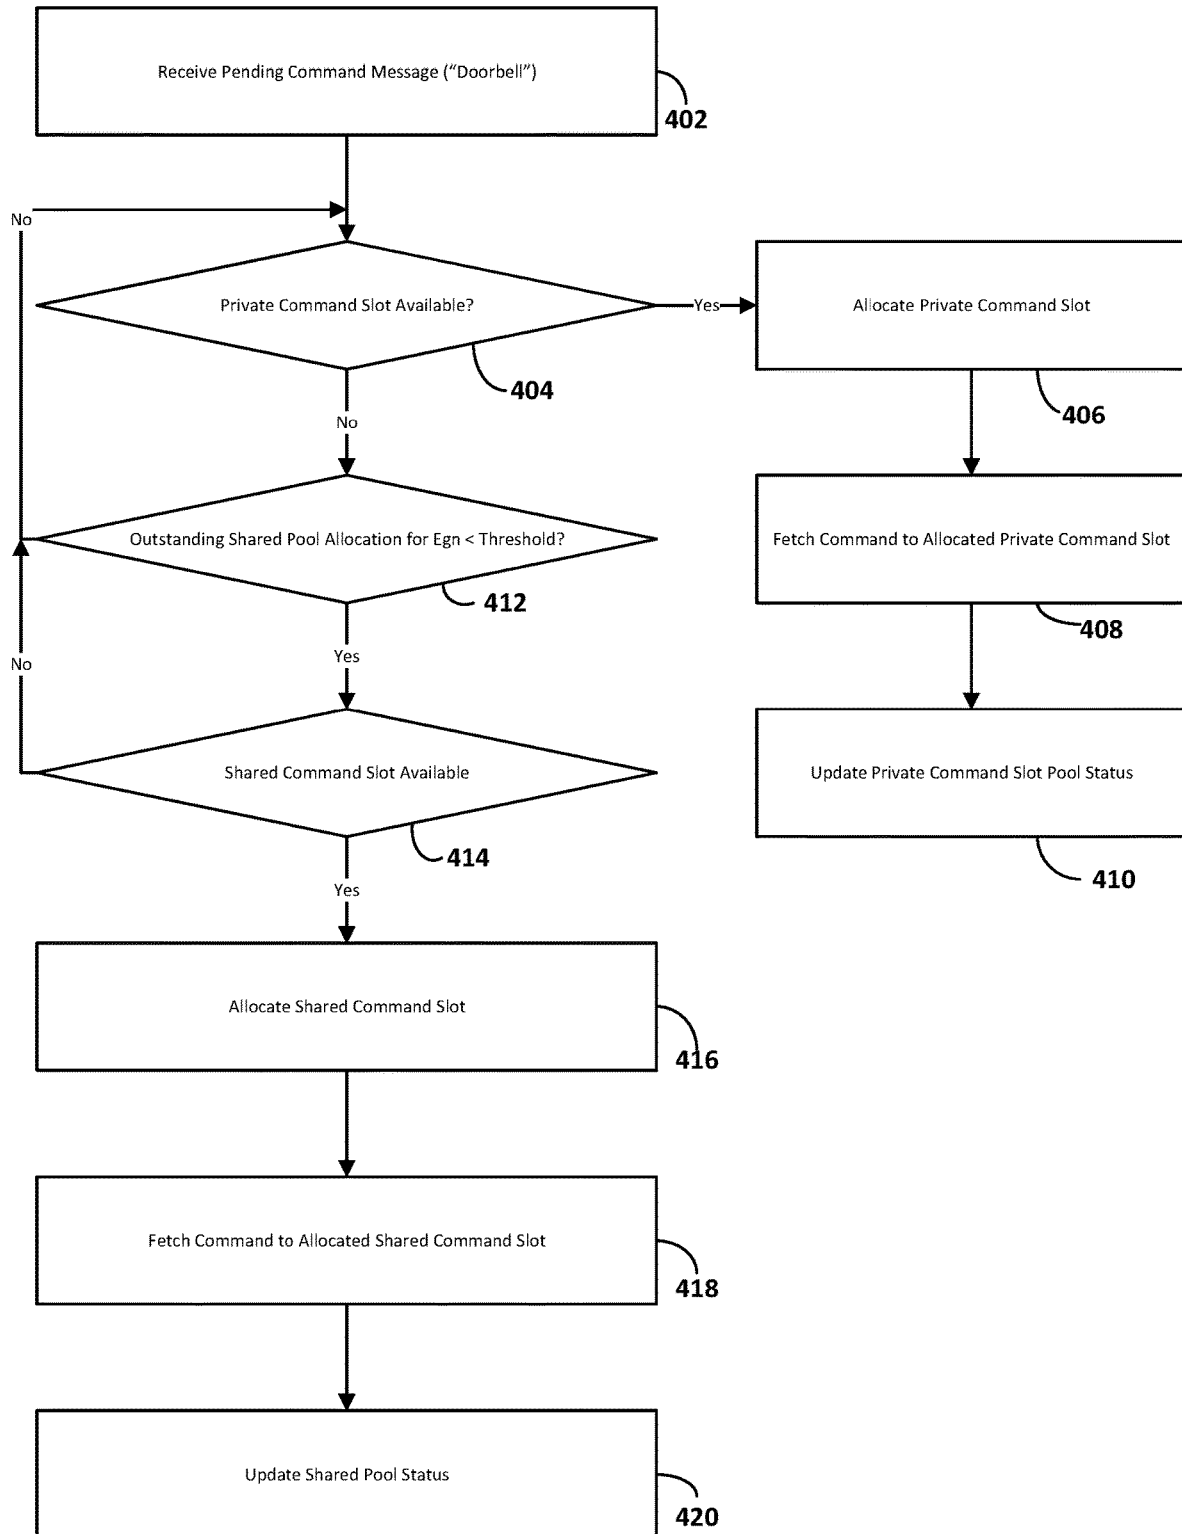 Receive Pending Command Message (“Doorbell”)
402
No
Private Command Slot Available?
Yes
Allocate Private Command Slot
404
406
No
Outstanding Shared Pool Allocation for Egn < Threshold?
Fetch Command to Allocated Private Command Slot
412
408
No
Yes
Shared Command Slot Available
Update Private Command Slot Pool Status
414
410
Yes
Allocate Shared Command Slot
416
Fetch Command to Allocated Shared Command Slot
418
Update Shared Pool Status
420